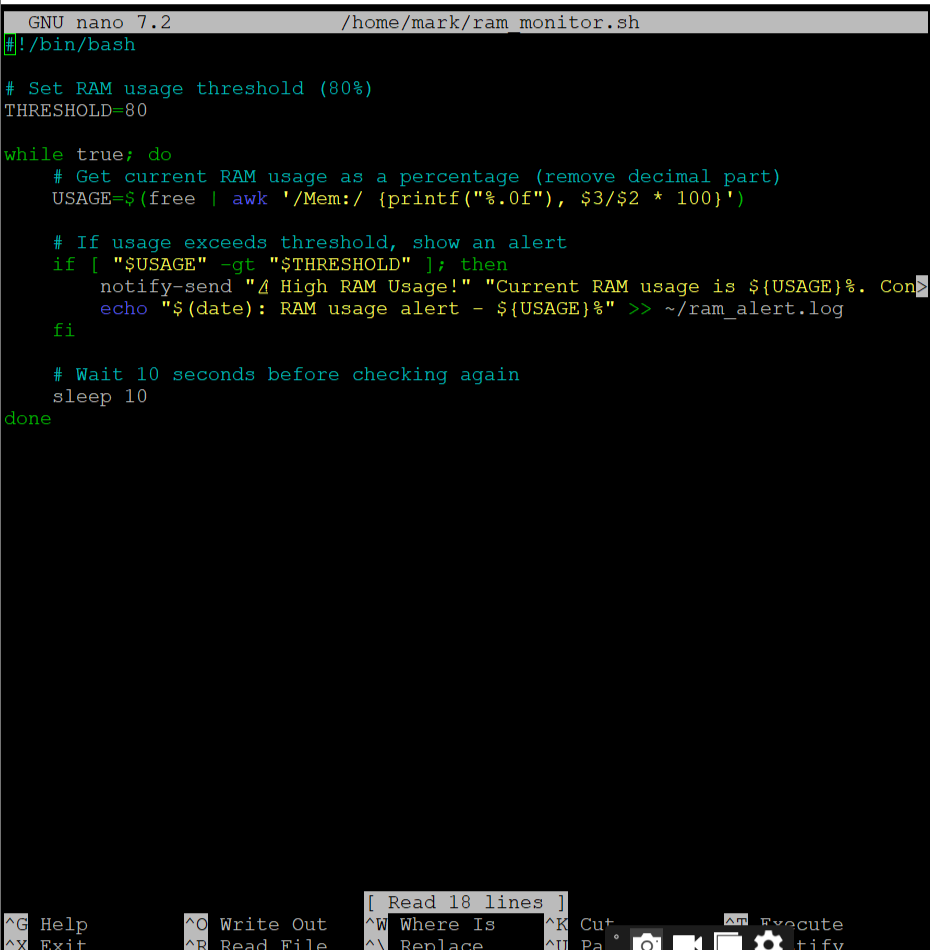 GNU nano 7.2 /home/mark/ram_monitor.sh
#!/bin/bash
# Set RAM usage threshold (80%)
THRESHOLD=80
while true; do
# Get current RAM usage as a percentage (remove decimal part)
USAGE=$(free | awk '/Mem:/ {printf("%.0f"), $3/$2 * 100}')
# If usage exceeds threshold, show an alert
if [ "$USAGE" -gt "$THRESHOLD" ]; then
notify-send "⚠ High RAM Usage!" "Current RAM usage is ${USAGE}%. Con>
echo "$(date): RAM usage alert - ${USAGE}%" >> ~/ram_alert.log
fi
# Wait 10 seconds before checking again
sleep 10
done
[ Read 18 lines ]
^G Help ^O Write Out ^W Where Is ^K Cut ^T Execute
^X Exit ^R Read File ^\ Replace ^U